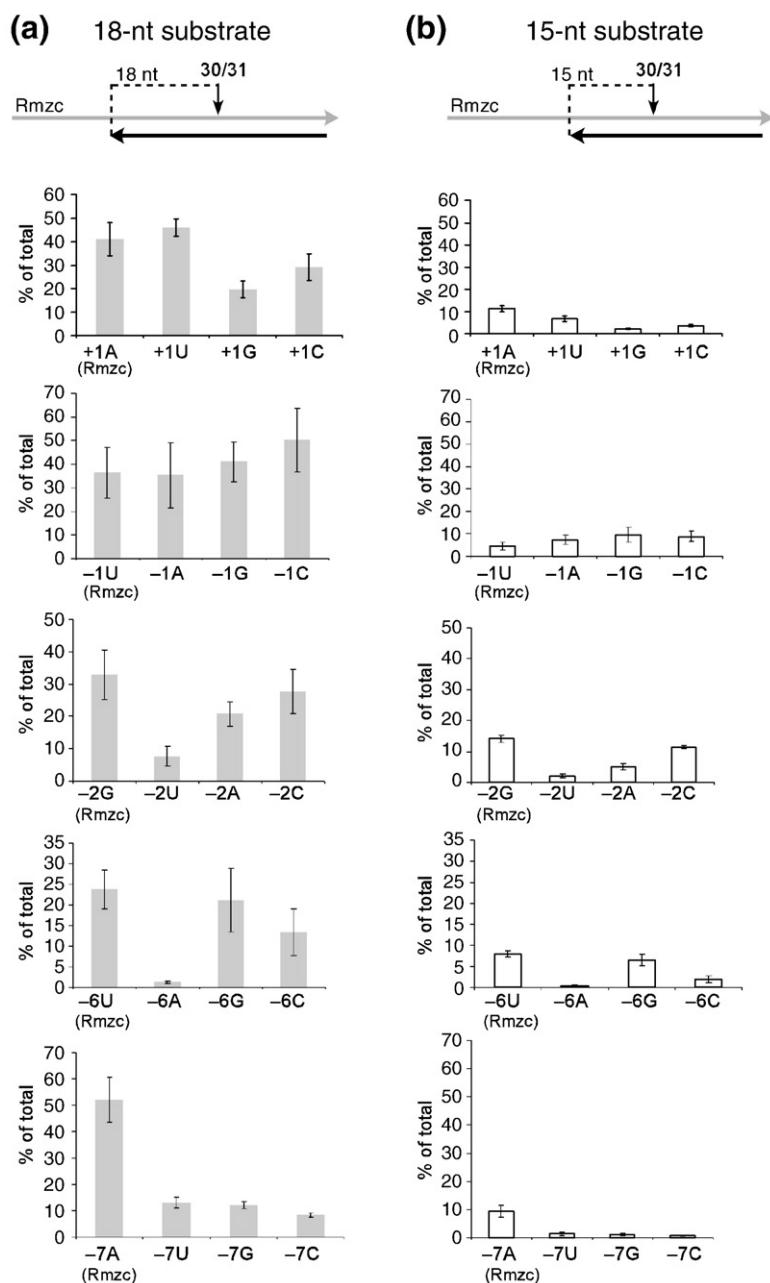 (a) 18-nt substrate
18 nt 30/31
Rmzc
% of total
60
50
40
30
20
10
0
+1A +1U +1G +1C
(Rmzc)
% of total
70
60
50
40
30
20
10
0
–1U –1A –1G –1C
(Rmzc)
% of total
50
40
30
20
10
0
–2G –2U –2A –2C
(Rmzc)
% of total
35
30
25
20
15
10
5
0
–6U –6A –6G –6C
(Rmzc)
% of total
70
60
50
40
30
20
10
0
–7A –7U –7G –7C
(Rmzc)
(b) 15-nt substrate
15 nt 30/31
Rmzc
% of total
60
50
40
30
20
10
0
+1A +1U +1G +1C
(Rmzc)
% of total
70
60
50
40
30
20
10
0
–1U –1A –1G –1C
(Rmzc)
% of total
50
40
30
20
10
0
–2G –2U –2A –2C
(Rmzc)
% of total
35
30
25
20
15
10
5
0
–6U –6A –6G –6C
(Rmzc)
% of total
70
60
50
40
30
20
10
0
–7A –7U –7G –7C
(Rmzc)